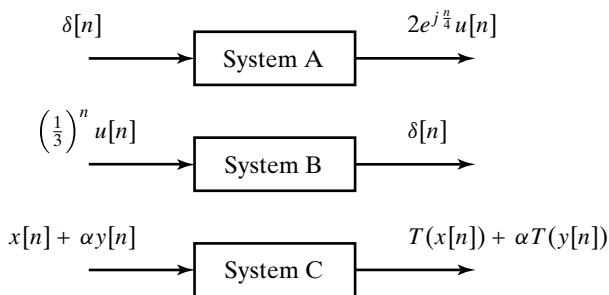 δ[n] 2e^{j n/4} u[n]
System A
(1/3)^n u[n] δ[n]
System B
x[n] + αy[n] T(x[n]) + αT(y[n])
System C